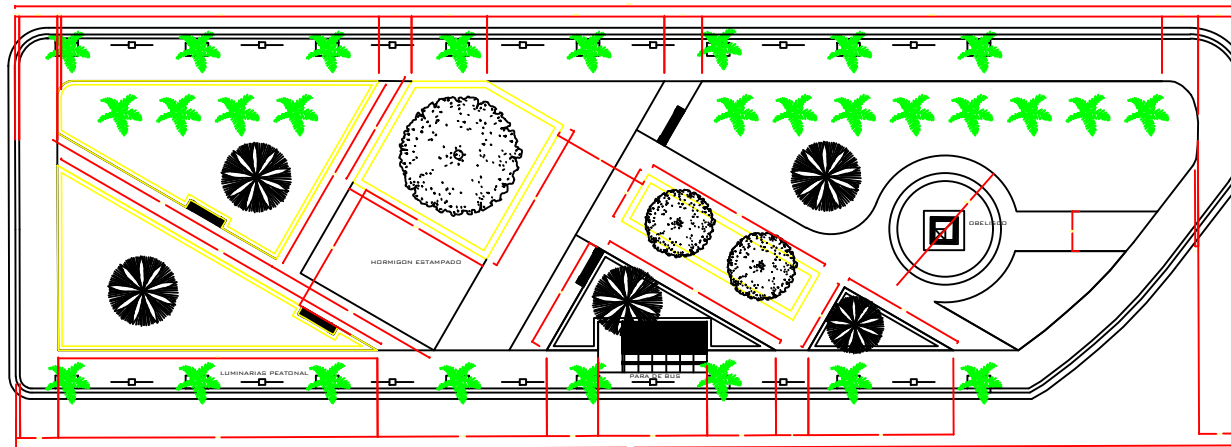 OBELISCO
HORMIGON ESTAMPADO
LUMINARIAS PEATONAL
PARA DE BUS